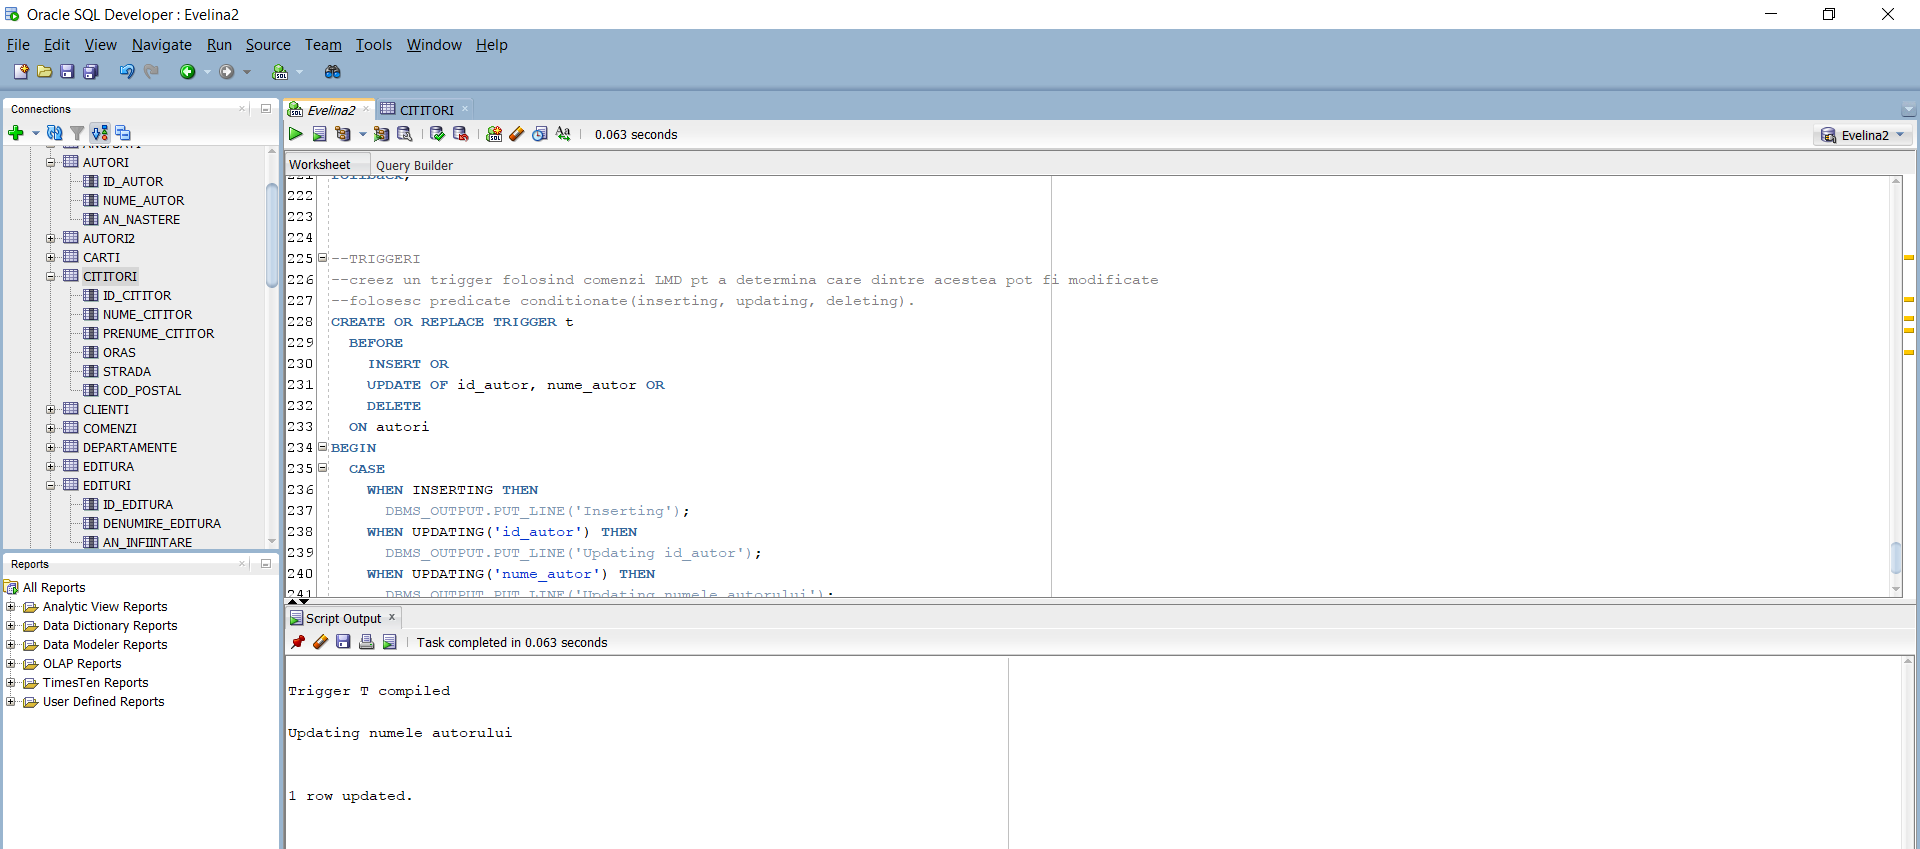 Oracle SQL Developer : Evelina2
File Edit View Navigate Run Source Team Tools Window Help
Connections
AUTORI
ID_AUTOR
NUME_AUTOR
AN_NASTERE
AUTORI2
CARTI
CITITORI
ID_CITITOR
NUME_CITITOR
PRENUME_CITITOR
ORAS
STRADA
COD_POSTAL
CLIENTI
COMENZI
DEPARTAMENTE
EDITURA
EDITURI
ID_EDITURA
DENUMIRE_EDITURA
AN_INFIINTARE
Reports
All Reports
Analytic View Reports
Data Dictionary Reports
Data Modeler Reports
OLAP Reports
TimesTen Reports
User Defined Reports
Evelina2 CITITORI
0.063 seconds
Evelina2
Worksheet Query Builder
221 rollback;
222
223
224
225 --TRIGGERI
226 --creez un trigger folosind comenzi LMD pt a determina care dintre acestea pot fi modificate
227 --folosesc predicate conditionate(inserting, updating, deleting).
228 CREATE OR REPLACE TRIGGER t
229 BEFORE
230 INSERT OR
231 UPDATE OF id_autor, nume_autor OR
232 DELETE
233 ON autori
234 BEGIN
235 CASE
236 WHEN INSERTING THEN
237 DBMS_OUTPUT.PUT_LINE('Inserting');
238 WHEN UPDATING('id_autor') THEN
239 DBMS_OUTPUT.PUT_LINE('Updating id_autor');
240 WHEN UPDATING('nume_autor') THEN
241 DBMS_OUTPUT.PUT_LINE('Updating numele autorului');
Script Output
Task completed in 0.063 seconds
Trigger T compiled
Updating numele autorului
1 row updated.